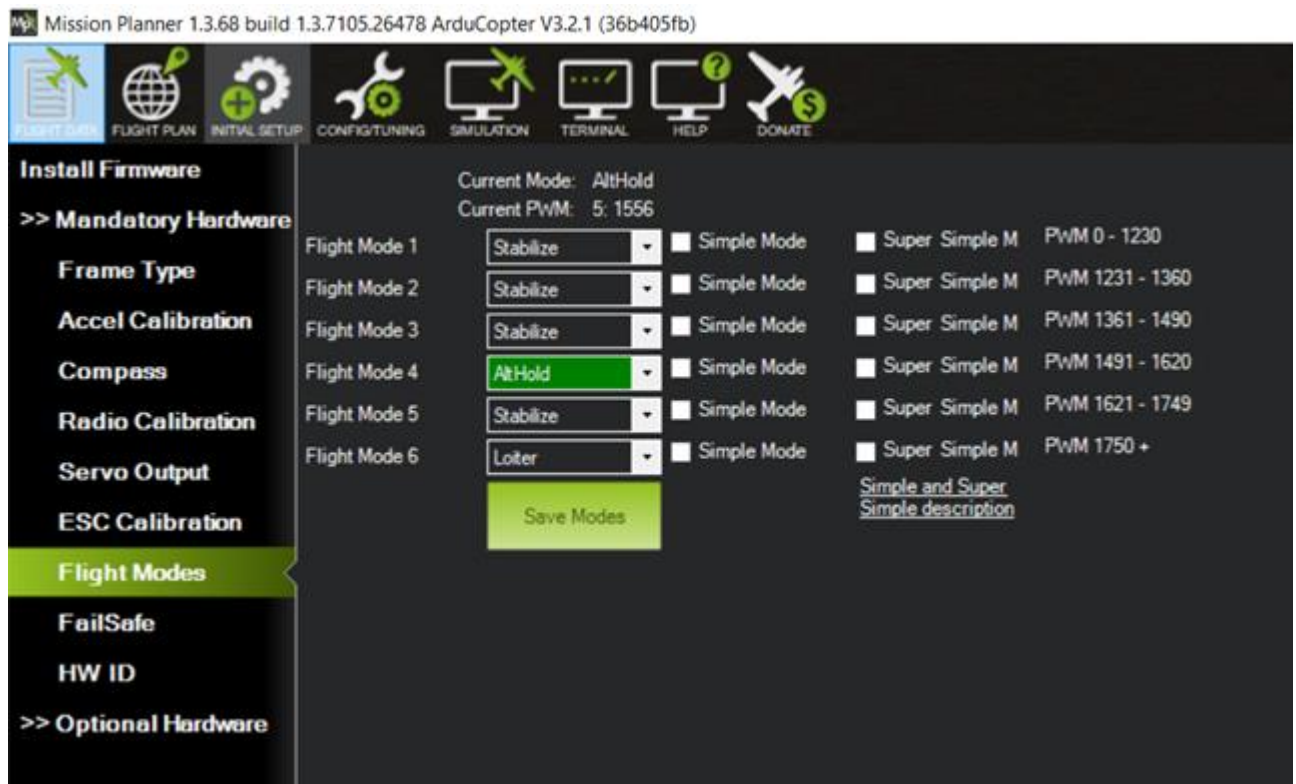 Mission Planner 1.3.68 build 1.3.7105.26478 ArduCopter V3.2.1 (36b405fb)
FLIGHT DATA FLIGHT PLAN INITIAL SETUP CONFIG/TUNING SIMULATION TERMINAL HELP DONATE
Install Firmware
>> Mandatory Hardware
Frame Type
Accel Calibration
Compass
Radio Calibration
Servo Output
ESC Calibration
Flight Modes
FailSafe
HW ID
>> Optional Hardware
Current Mode: AltHold
Current PWM: 5: 1556
Flight Mode 1 Stabilize Simple Mode Super Simple M PWM 0 - 1230
Flight Mode 2 Stabilize Simple Mode Super Simple M PWM 1231 - 1360
Flight Mode 3 Stabilize Simple Mode Super Simple M PWM 1361 - 1490
Flight Mode 4 AltHold Simple Mode Super Simple M PWM 1491 - 1620
Flight Mode 5 Stabilize Simple Mode Super Simple M PWM 1621 - 1749
Flight Mode 6 Loiter Simple Mode Super Simple M PWM 1750 +
Save Modes
Simple and Super
Simple description